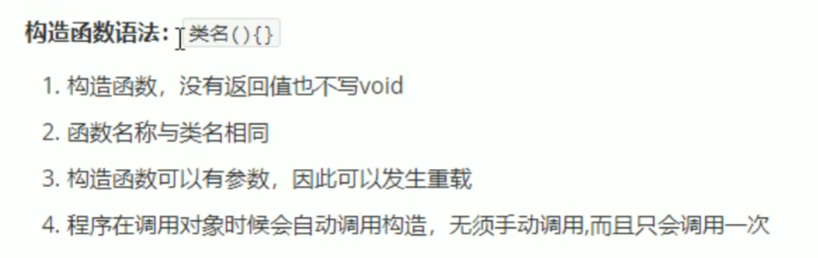 构造函数语法：类名(){}
1. 构造函数，没有返回值也不写void
2. 函数名称与类名相同
3. 构造函数可以有参数，因此可以发生重载
4. 程序在调用对象时候会自动调用构造，无须手动调用,而且只会调用一次